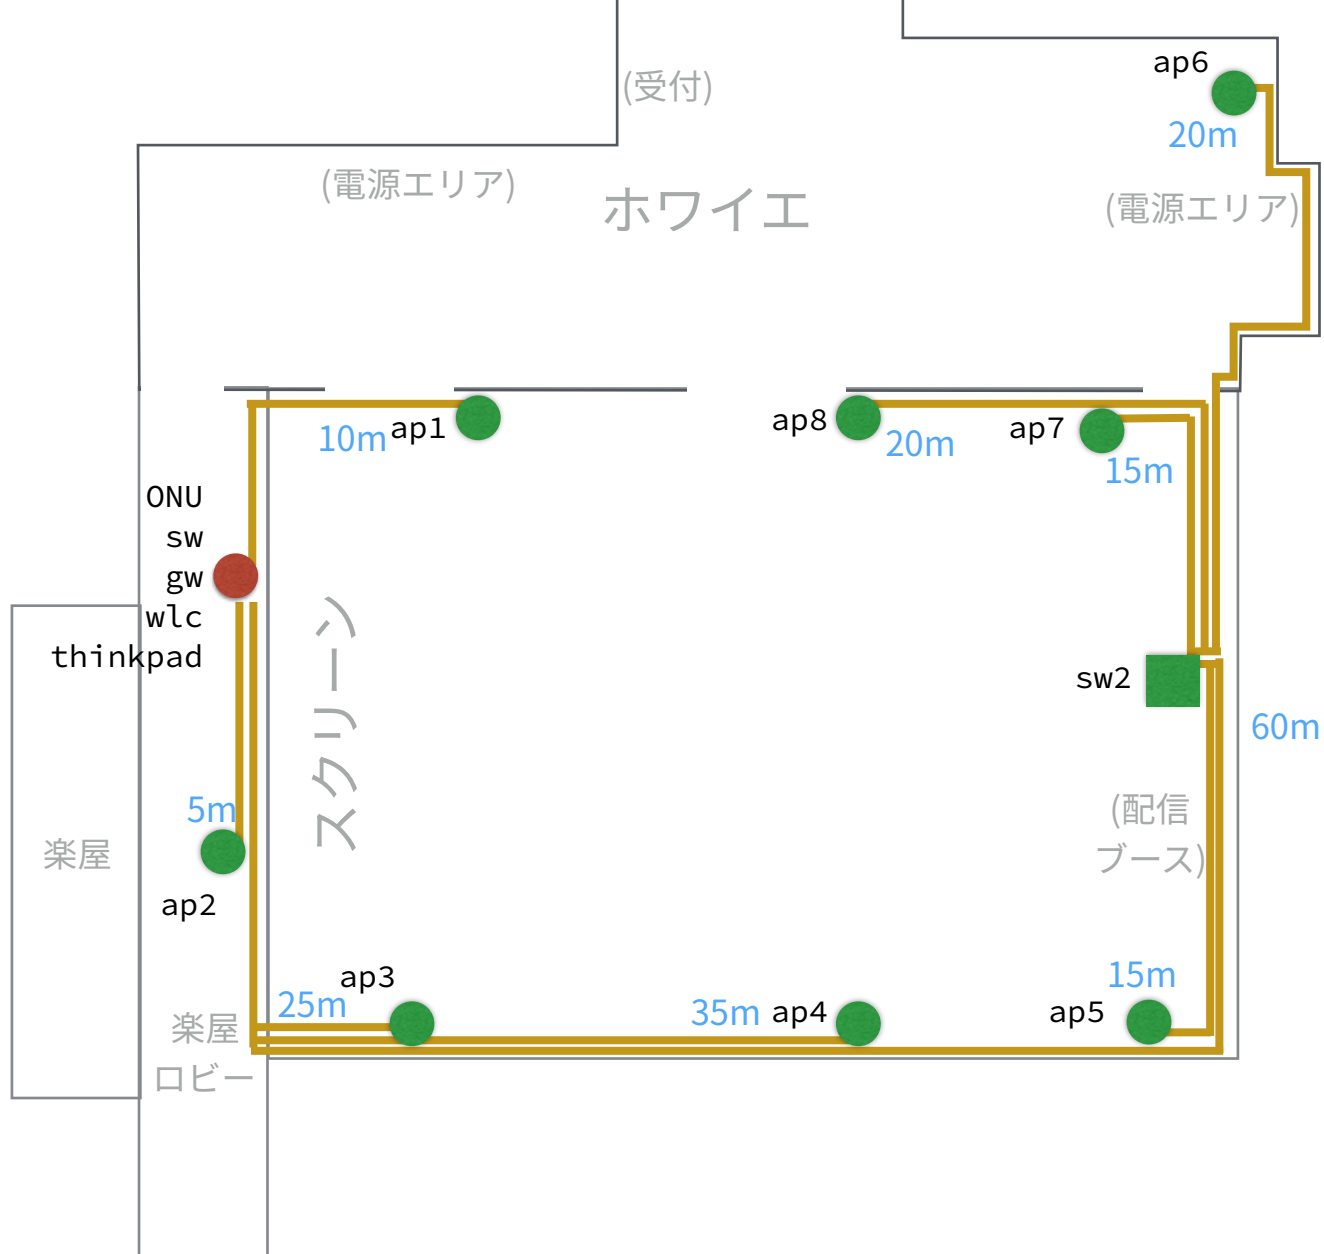 ap6
(受付)
20m
(電源エリア)
ホワイエ
(電源エリア)
10m
ap1
ap8
20m
ap7
15m
ONU
sw
gw
wlc
thinkpad
スクリーン
sw2
60m
5m
楽屋
(配信
ブース)
ap2
ap3
25m
35m
ap4
15m
ap5
楽屋
ロビー